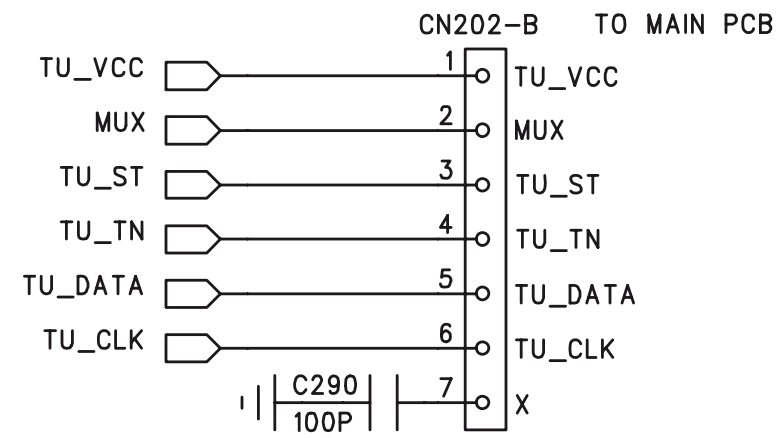 CN202-B TO MAIN PCB
TU_VCC 1 TU_VCC
MUX 2 MUX
TU_ST 3 TU_ST
TU_TN 4 TU_TN
TU_DATA 5 TU_DATA
TU_CLK 6 TU_CLK
C290 7 X
100P